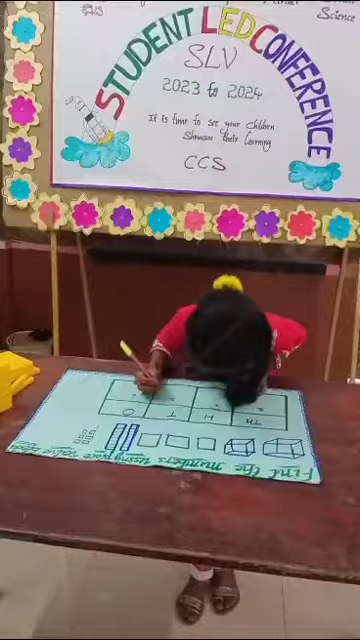 Science
STUDENT LED CONFERENCE
SLV
2023 to 2024
It is time to see your children
Showcase their learning
CCS
O T H TH
Find the numbers using place value